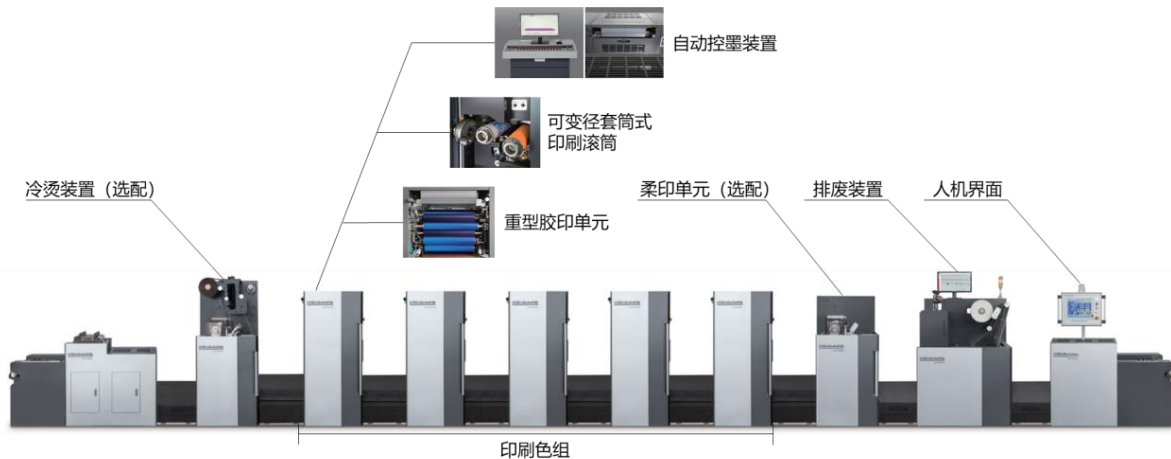 自动控墨装置
可变径套筒式
印刷滚筒
冷烫装置（选配）
重型胶印单元
柔印单元（选配）
排废装置
人机界面
印刷色组